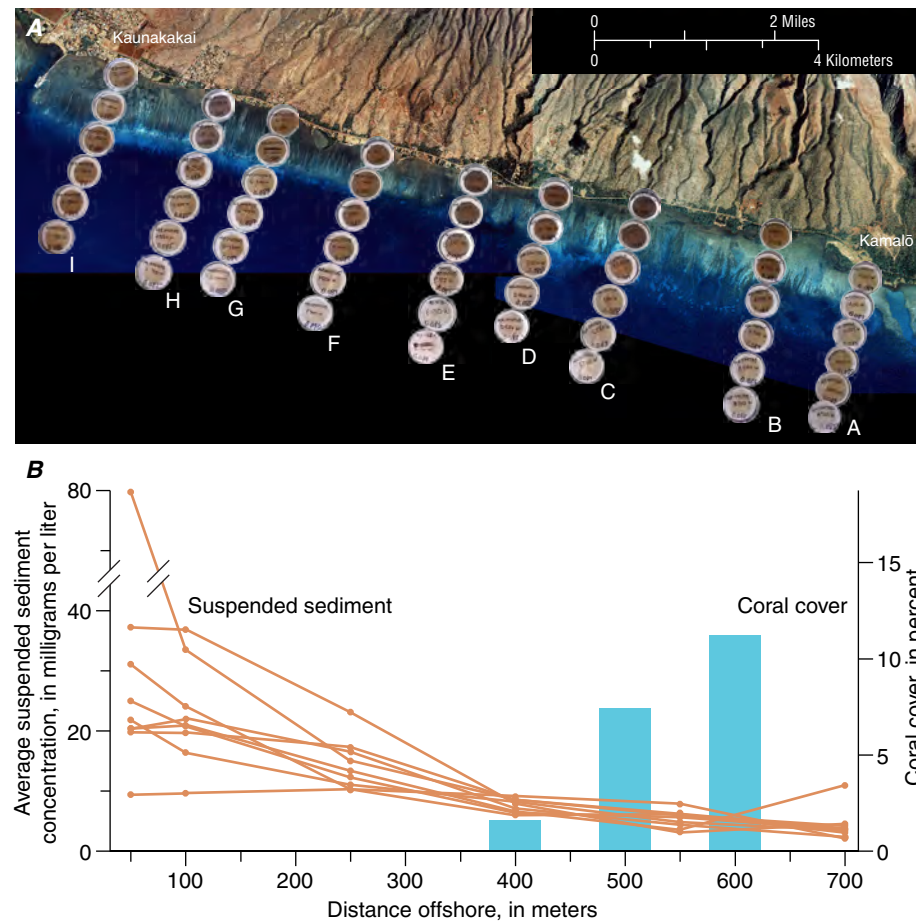 A
Kaunakakai
0 2 Miles
0 4 Kilometers
Kamalō
I
H
G
F
E
D
C
B
A
B
80
40
20
0
Average suspended sediment
concentration, in milligrams per liter
Suspended sediment
Coral cover
15
10
5
0
Coral cover, in percent
100 200 300 400 500 600 700
Distance offshore, in meters